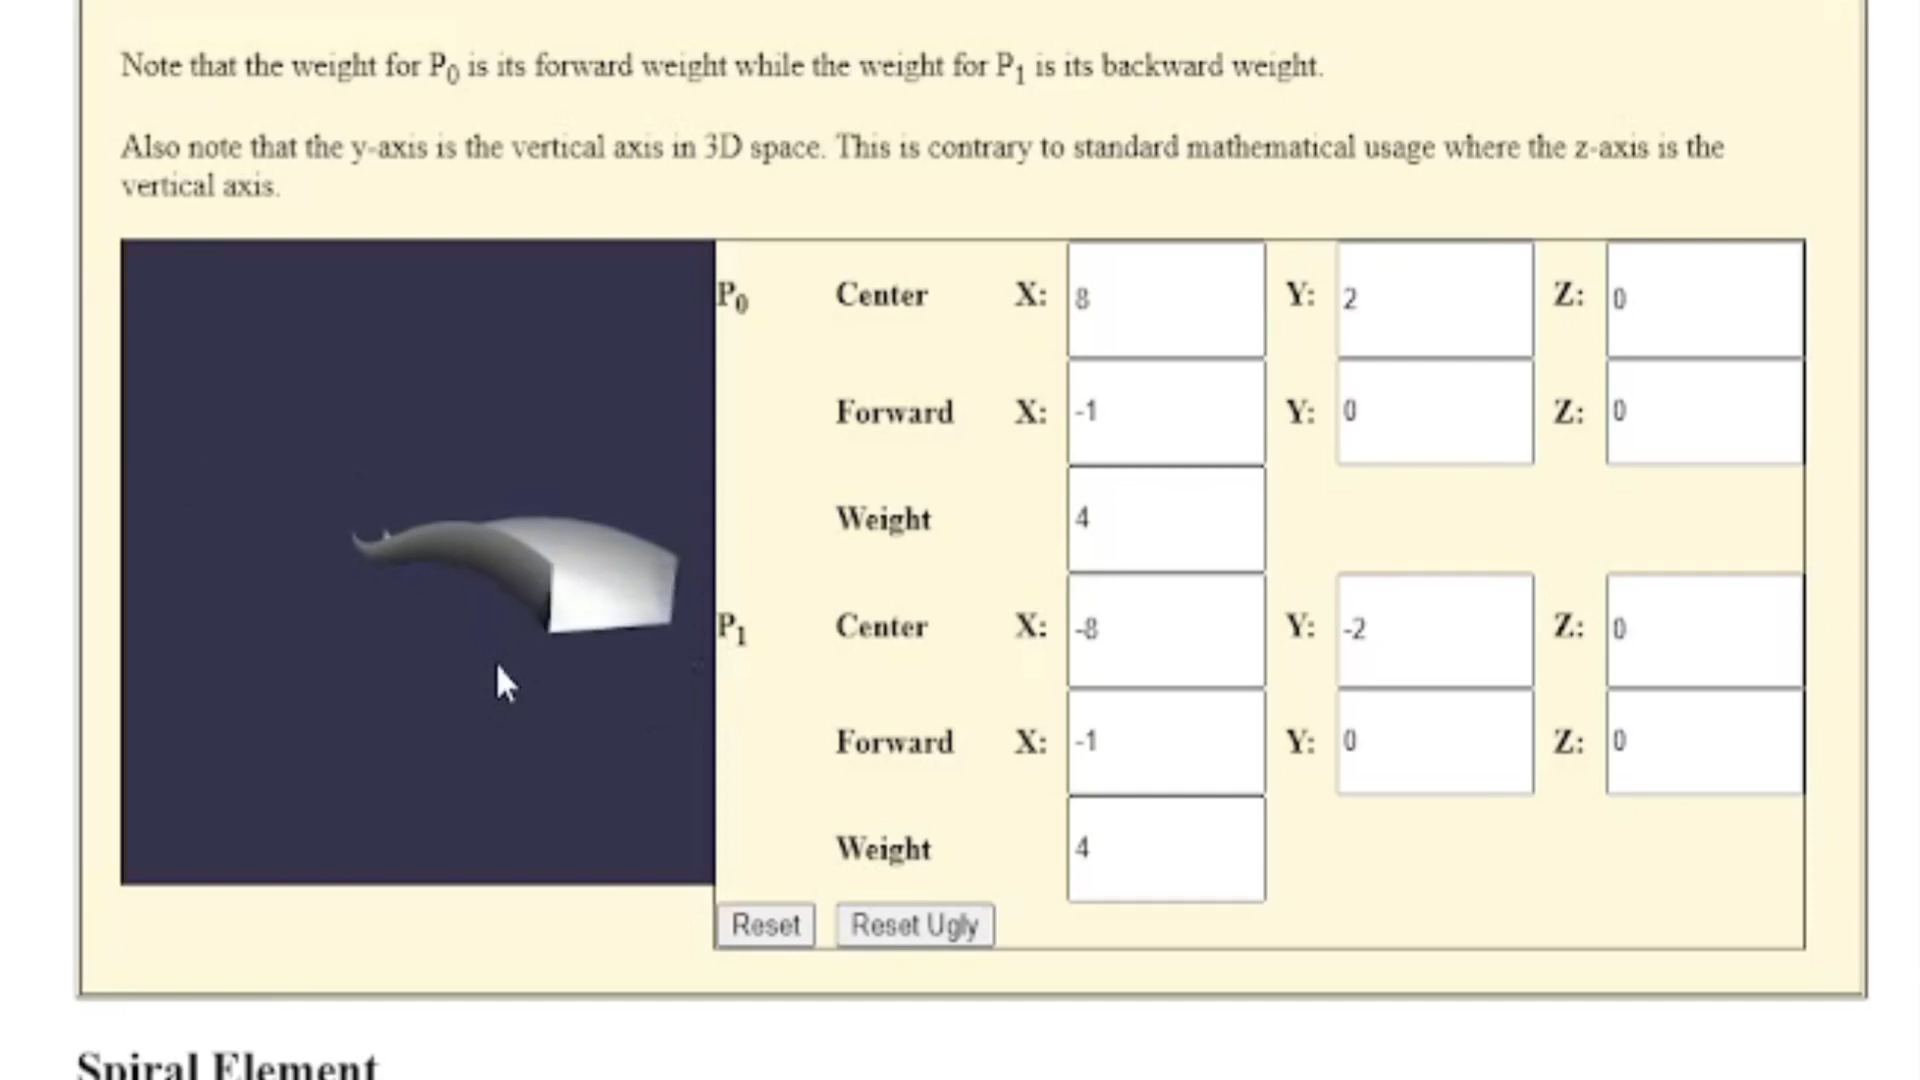 Note that the weight for P0 is its forward weight while the weight for P1 is its backward weight.
Also note that the y-axis is the vertical axis in 3D space. This is contrary to standard mathematical usage where the z-axis is the
vertical axis.
P0 Center X: 8 Y: 2 Z: 0
Forward X: -1 Y: 0 Z: 0
Weight 4
P1 Center X: -8 Y: -2 Z: 0
Forward X: -1 Y: 0 Z: 0
Weight 4
Reset Reset Ugly
Spiral Element